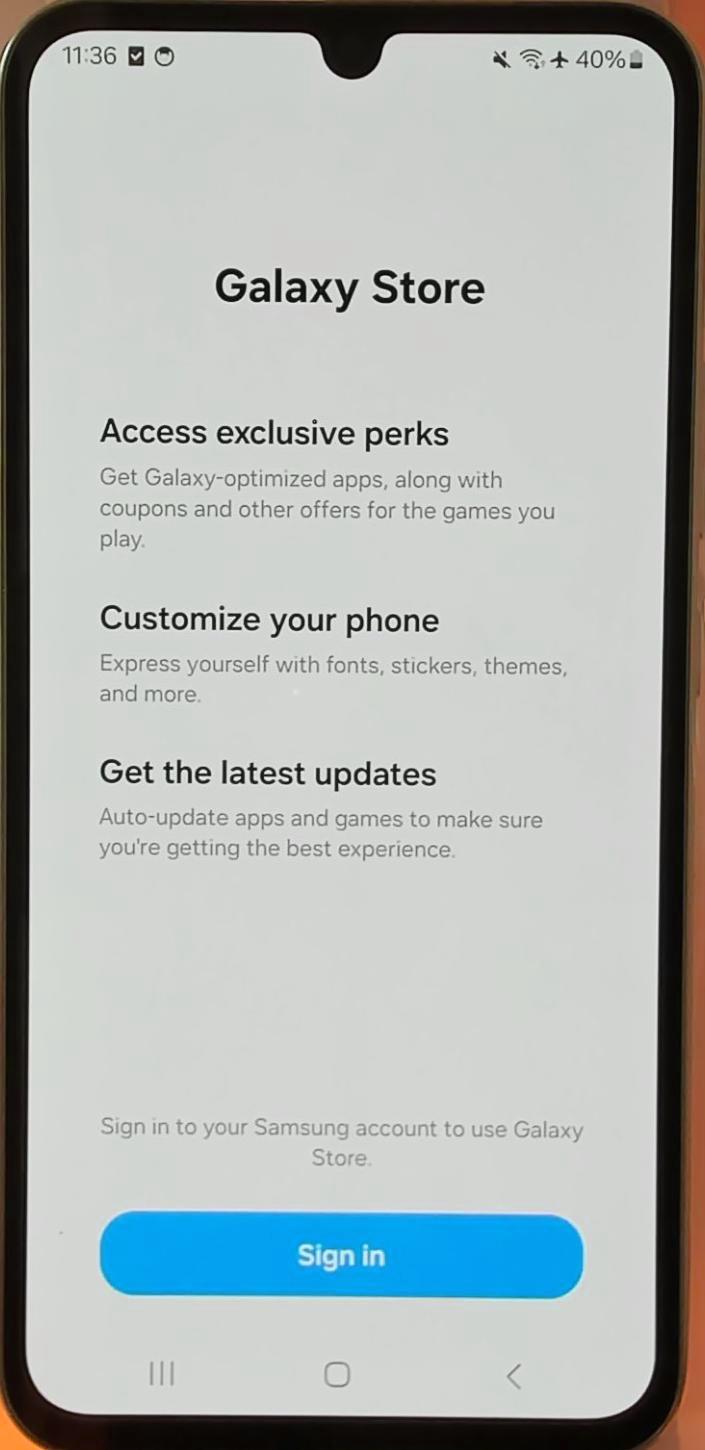 11:36 40%
Galaxy Store
Access exclusive perks
Get Galaxy-optimized apps, along with
coupons and other offers for the games you
play.
Customize your phone
Express yourself with fonts, stickers, themes,
and more.
Get the latest updates
Auto-update apps and games to make sure
you're getting the best experience.
Sign in to your Samsung account to use Galaxy
Store.
Sign in